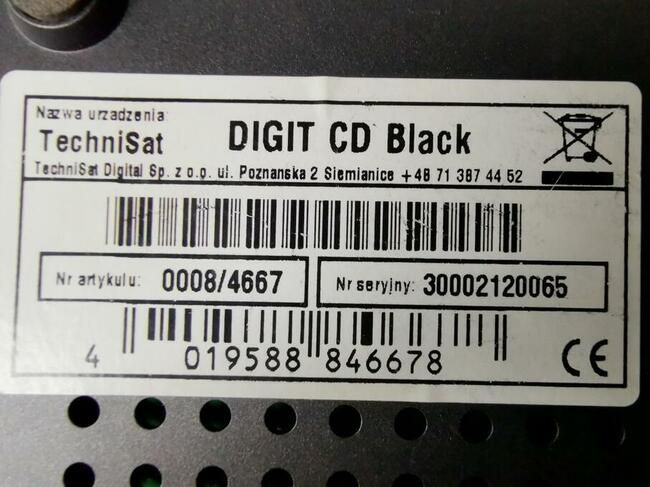 Nazwa urzadzenia:
TechniSat DIGIT CD Black
TechniSat Digital Sp. z o.o. ul. Poznanska 2 Siemianice +48 71 387 44 52
Nr artykulu: 0008/4667 Nr seryjny: 30002120065
4 019588 846678 CE